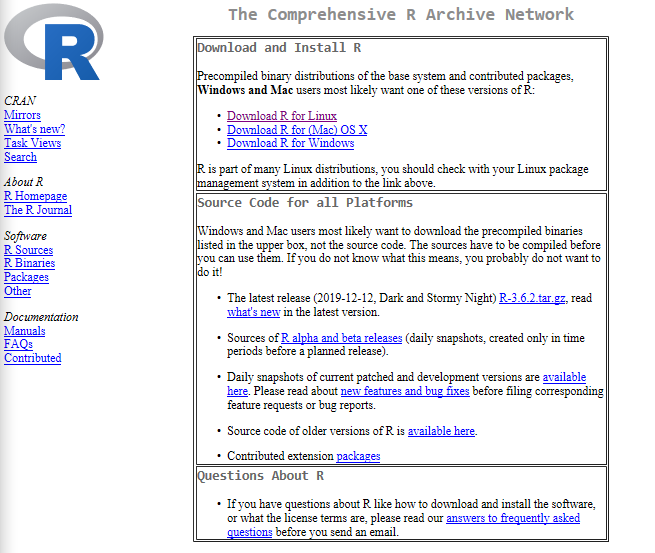 R
The Comprehensive R Archive Network
CRAN
Mirrors
What's new?
Task Views
Search
About R
R Homepage
The R Journal
Software
R Sources
R Binaries
Packages
Other
Documentation
Manuals
FAQs
Contributed
Download and Install R
Precompiled binary distributions of the base system and contributed packages,
Windows and Mac users most likely want one of these versions of R:
• Download R for Linux
• Download R for (Mac) OS X
• Download R for Windows
R is part of many Linux distributions, you should check with your Linux package
management system in addition to the link above.
Source Code for all Platforms
Windows and Mac users most likely want to download the precompiled binaries
listed in the upper box, not the source code. The sources have to be compiled before
you can use them. If you do not know what this means, you probably do not want to
do it!
• The latest release (2019-12-12, Dark and Stormy Night) R-3.6.2.tar.gz, read
what's new in the latest version.
• Sources of R alpha and beta releases (daily snapshots, created only in time
periods before a planned release).
• Daily snapshots of current patched and development versions are available
here. Please read about new features and bug fixes before filing corresponding
feature requests or bug reports.
• Source code of older versions of R is available here.
• Contributed extension packages
Questions About R
• If you have questions about R like how to download and install the software,
or what the license terms are, please read our answers to frequently asked
questions before you send an email.